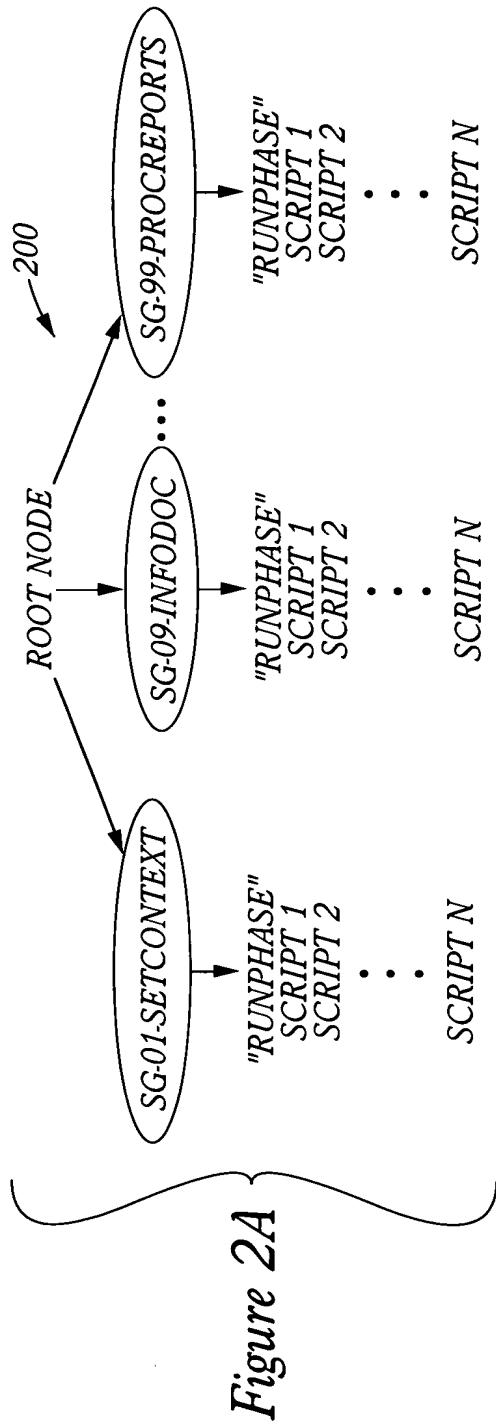 200
ROOT NODE
SG-01-SETCONTEXT
SG-09-INFODOC
SG-99-PROCREPORTS
"RUNPHASE"
SCRIPT 1
SCRIPT 2
SCRIPT N
"RUNPHASE"
SCRIPT 1
SCRIPT 2
SCRIPT N
"RUNPHASE"
SCRIPT 1
SCRIPT 2
SCRIPT N
Figure 2A